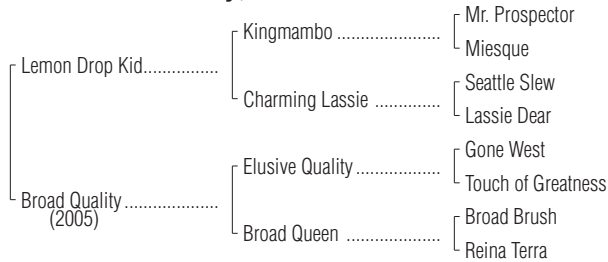 Mr. Prospector
Kingmambo ..................
Miesque
Lemon Drop Kid................
Seattle Slew
Charming Lassie ..............
Lassie Dear
Gone West
Elusive Quality ..................
Touch of Greatness
Broad Quality ....................
(2005)
Broad Brush
Broad Queen ....................
Reina Terra